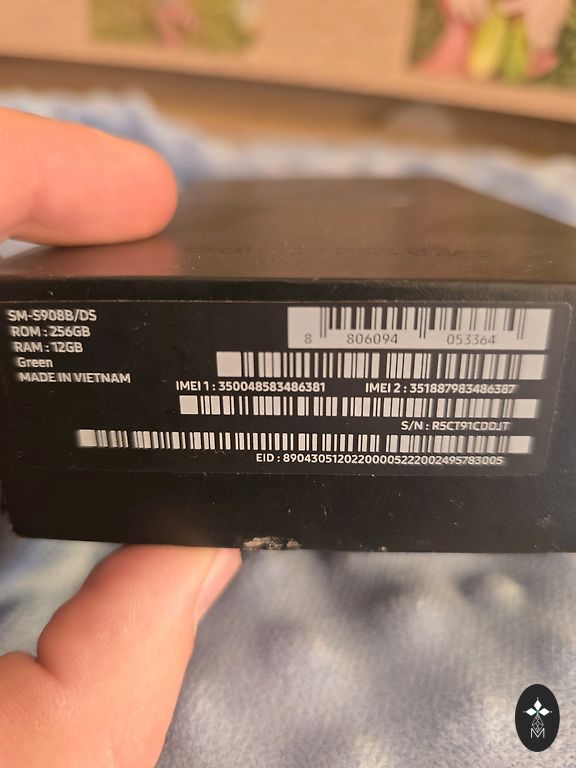 SM-S908B/DS
ROM : 256GB
RAM : 12GB
Green
MADE IN VIETNAM
8 806094 053364
IMEI 1 : 350048583486381 IMEI 2 : 351887983486387
S/N : R5CT91CDDJT
EID : 89043051202200005222002495783005